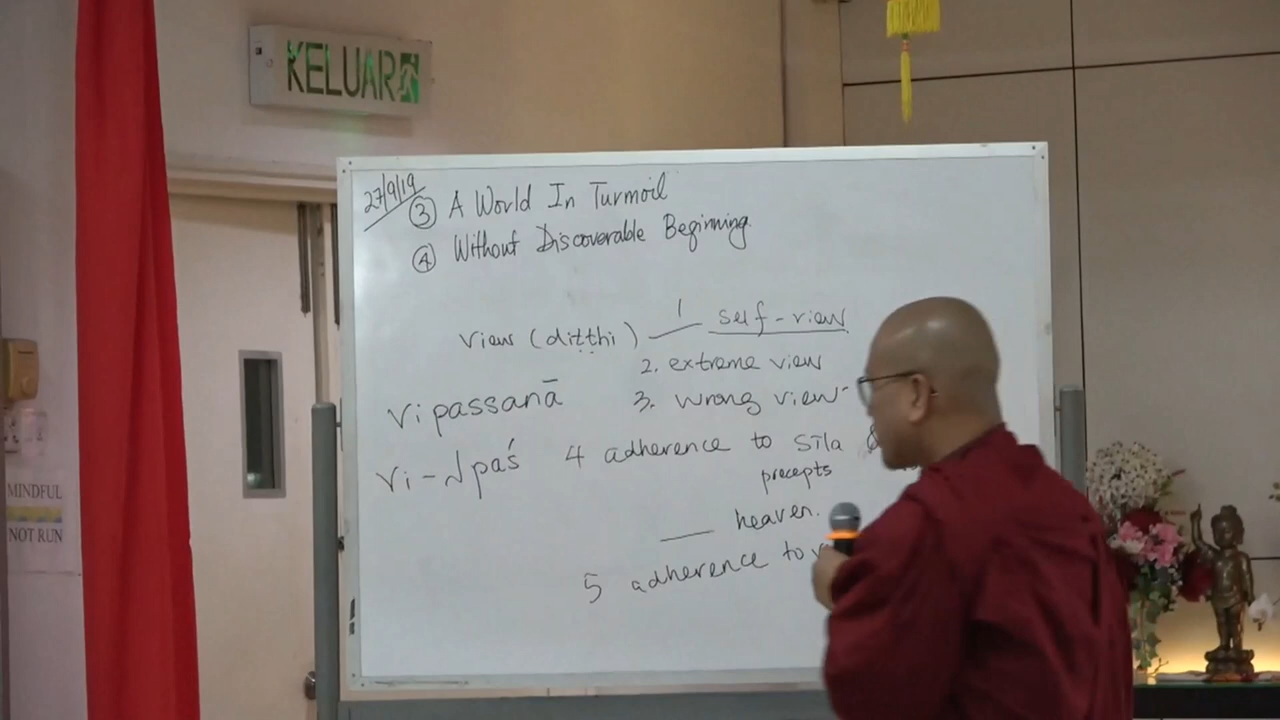 KELUAR
27/9/19
③ A World In Turmoil
④ Without Discoverable Beginning.
view (diṭṭhi) 1 self-view
2. extreme view
vipassanā 3. wrong view
vi-√paś 4 adherence to sīla
precepts
heaven.
5 adherence to
MINDFUL
NOT RUN